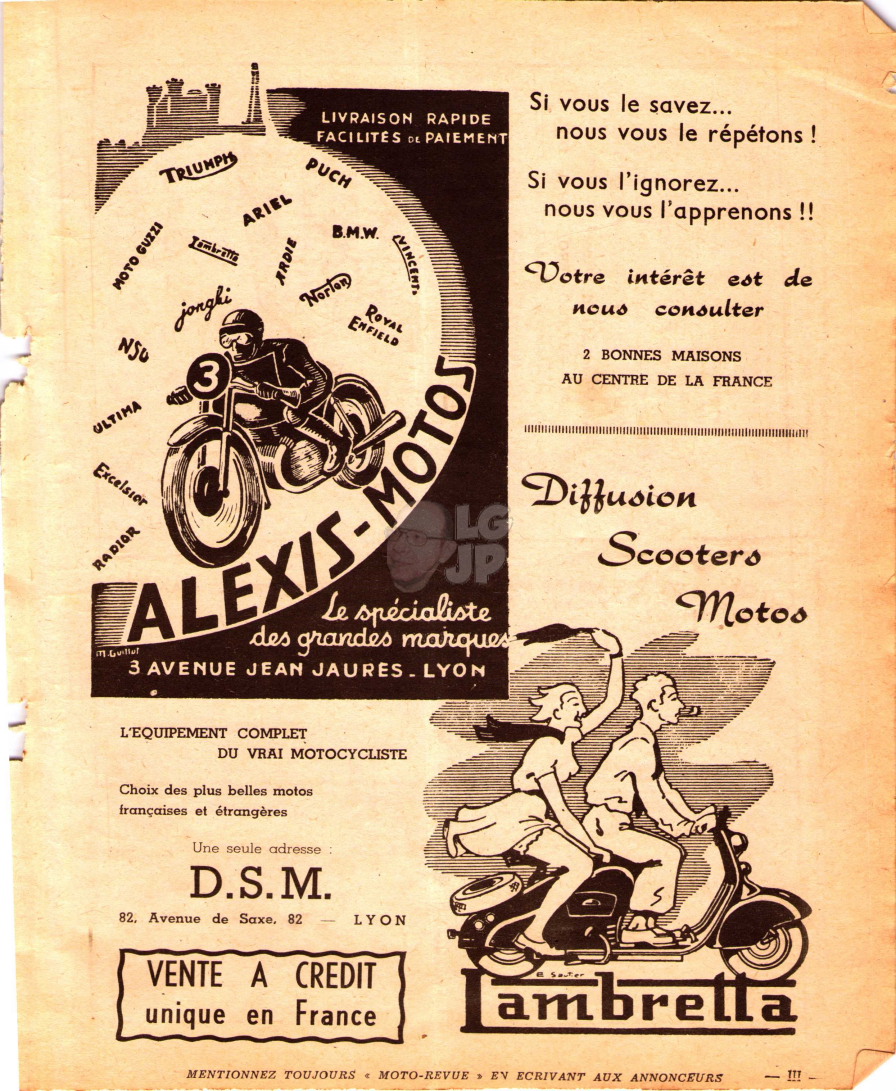 LIVRAISON RAPIDE
FACILITÉS DE PAIEMENT
TRIUMPH
PUCH
ARIEL
MOTO GUZZI
Lambretta
ARDIE
B.M.W.
VINCENT
jonghi
Norton
ROYAL
ENFIELD
NSU
3
ULTIMA
Excelsior
RADIOR
ALEXIS-MOTOS
Le spécialiste
des grandes marques
M. Guillot
3 AVENUE JEAN JAURÈS - LYON
L'EQUIPEMENT COMPLET
DU VRAI MOTOCYCLISTE
Choix des plus belles motos
françaises et étrangères
Une seule adresse :
D.S.M.
82, Avenue de Saxe, 82 — LYON
VENTE A CREDIT
unique en France
Si vous le savez...
nous vous le répétons !
Si vous l'ignorez...
nous vous l'apprenons !!
Votre intérêt est de
nous consulter
2 BONNES MAISONS
AU CENTRE DE LA FRANCE
Diffusion
Scooters
Motos
LG
JP
E Sautier
Lambretta
MENTIONNEZ TOUJOURS « MOTO-REVUE » EN ECRIVANT AUX ANNONCEURS — III —